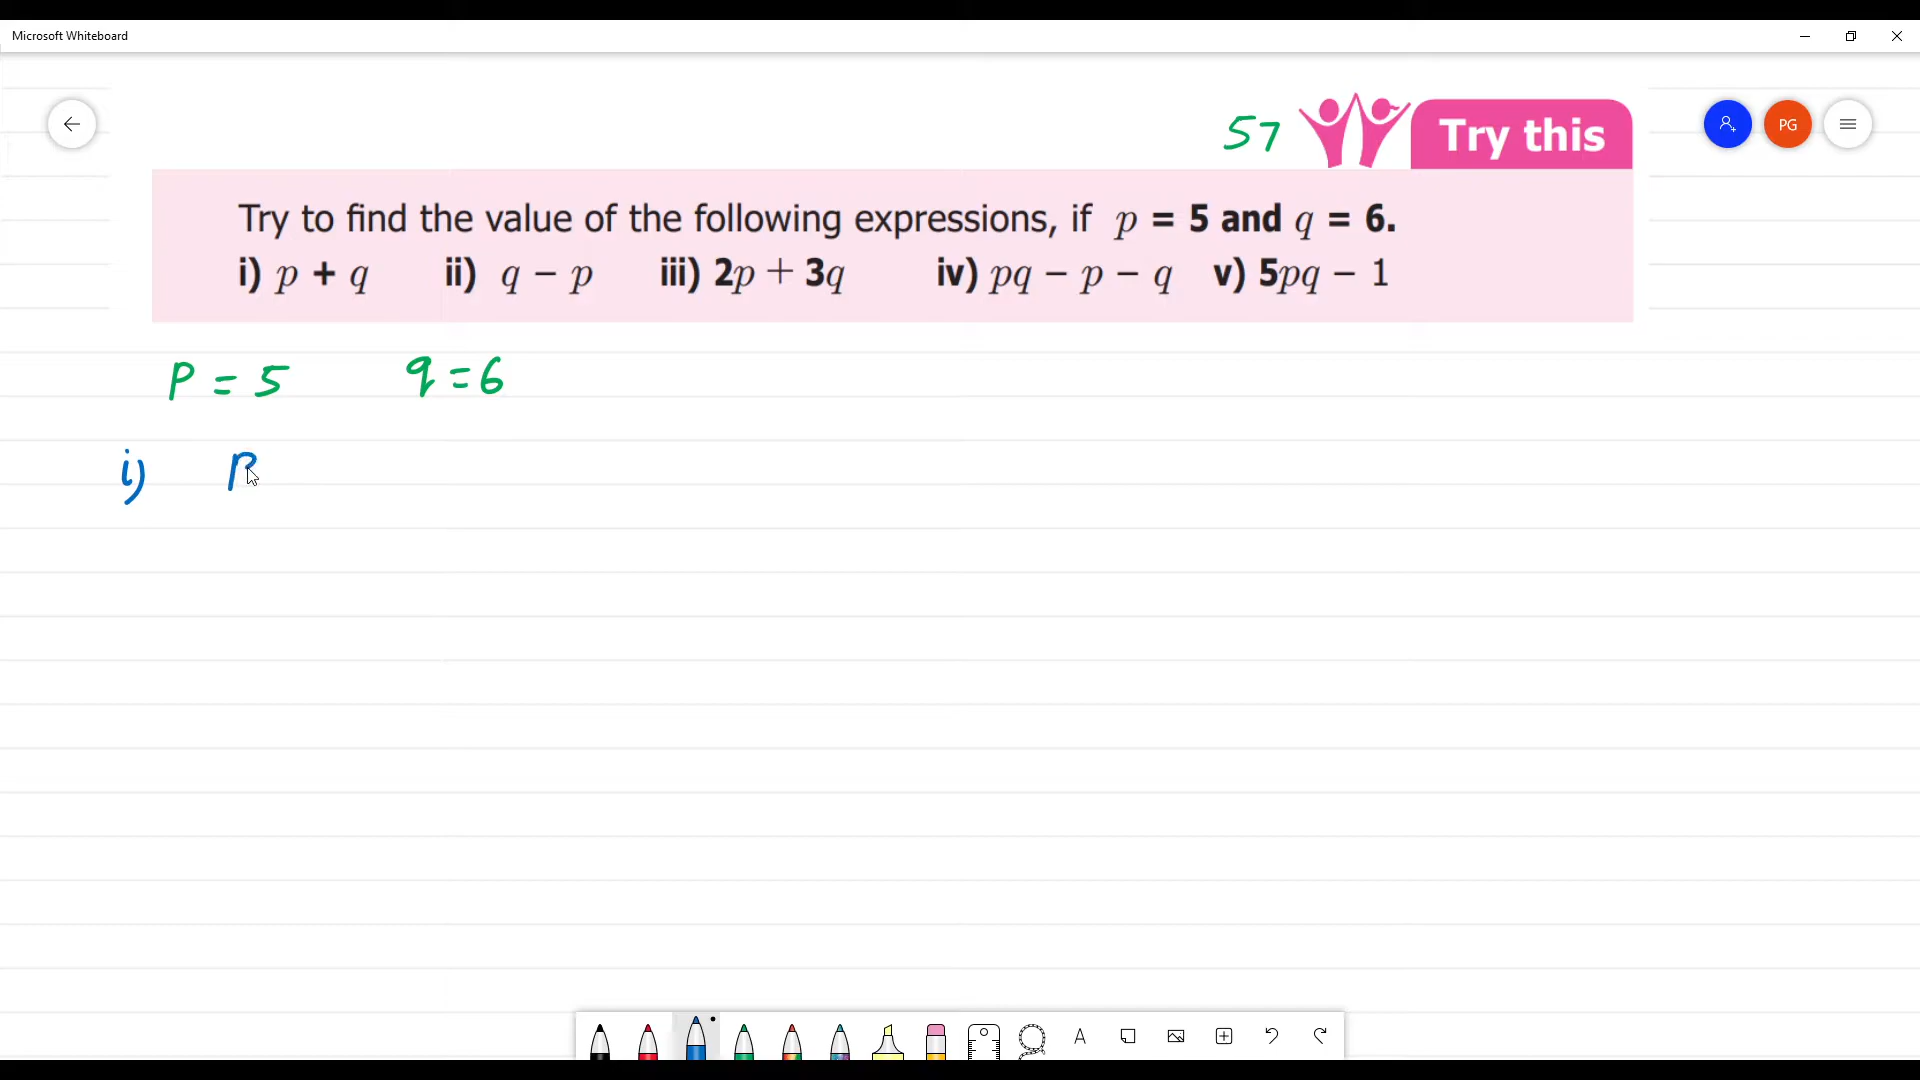 Microsoft Whiteboard
57 Try this
PG
Try to find the value of the following expressions, if p = 5 and q = 6.
i) p + q ii) q − p iii) 2p + 3q iv) pq − p − q v) 5pq − 1
P = 5 q = 6
i) P
A